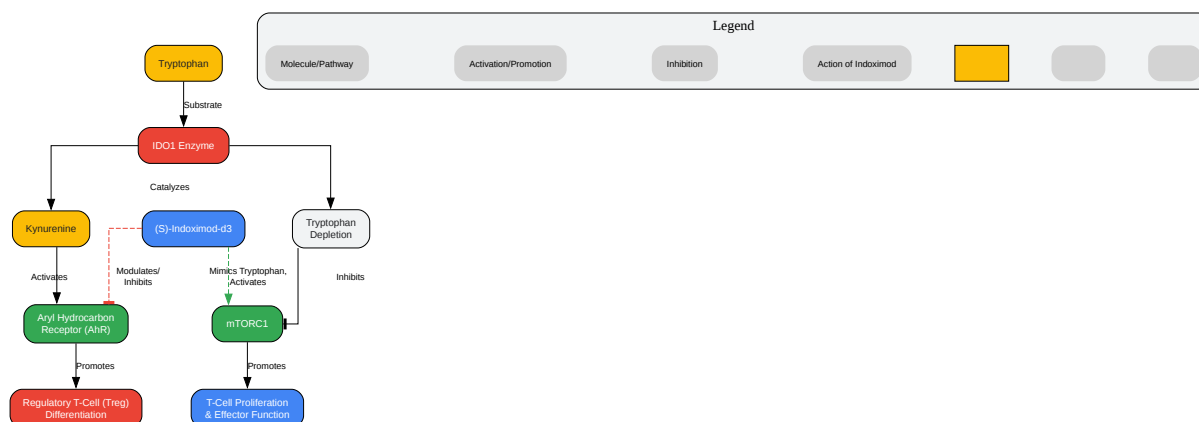 Legend
Molecule/Pathway
Activation/Promotion
Inhibition
Action of Indoximod
Tryptophan
Substrate
IDO1 Enzyme
Catalyzes
Kynurenine
(S)-Indoximod-d3
Tryptophan
Depletion
Activates
Modulates/
Inhibits
Mimics Tryptophan,
Activates
Inhibits
Aryl Hydrocarbon
Receptor (AhR)
mTORC1
Promotes
Promotes
Regulatory T-Cell (Treg)
Differentiation
T-Cell Proliferation
& Effector Function